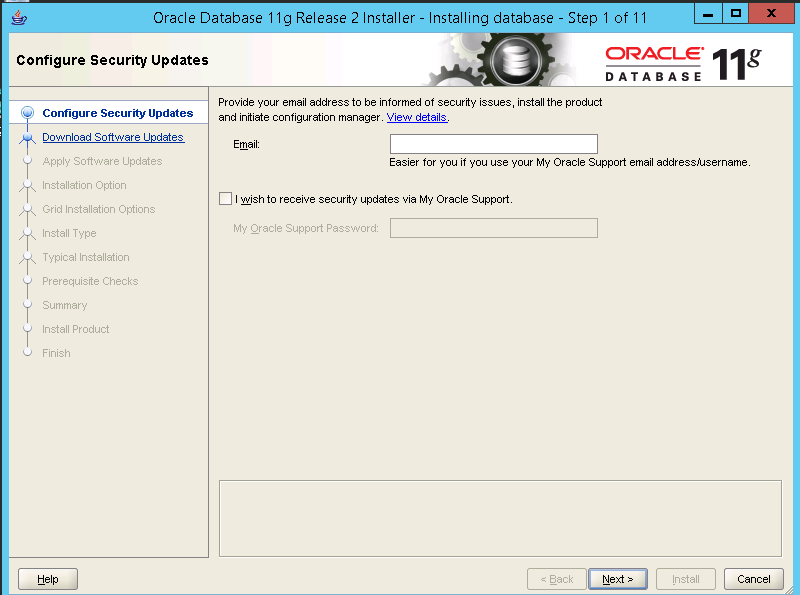 Oracle Database 11g Release 2 Installer - Installing database - Step 1 of 11
Configure Security Updates
ORACLE
DATABASE 11g
Configure Security Updates
Download Software Updates
Apply Software Updates
Installation Option
Grid Installation Options
Install Type
Typical Installation
Prerequisite Checks
Summary
Install Product
Finish
Provide your email address to be informed of security issues, install the product
and initiate configuration manager. View details.
Email:
Easier for you if you use your My Oracle Support email address/username.
I wish to receive security updates via My Oracle Support.
My Oracle Support Password:
Help
< Back
Next >
Install
Cancel